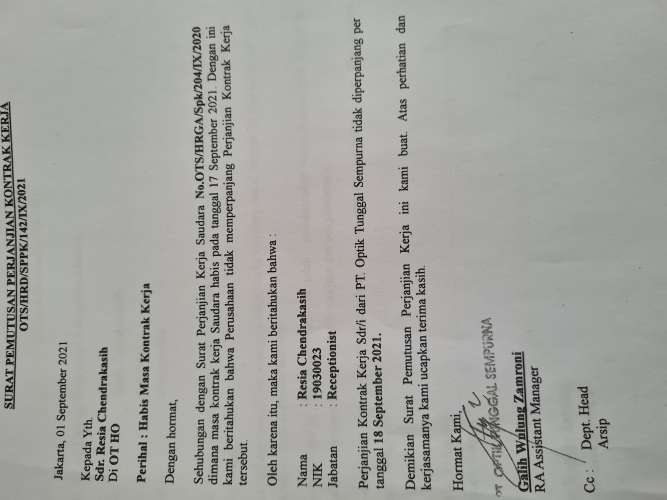 SURAT PEMUTUSAN PERJANJIAN KONTRAK KERJA
OTS/HRD/SPPK/142/IX/2021
Jakarta, 01 September 2021
Kepada Yth.
Sdr. Resia Chendrakasih
Di OT HO
Perihal : Habis Masa Kontrak Kerja
Dengan hormat,
Sehubungan dengan Surat Perjanjian Kerja Saudara No.OTS/HRGA/Spk/204/IX/2020
dimana masa kontrak kerja Saudara habis pada tanggal 17 September 2021. Dengan ini
kami beritahukan bahwa Perusahaan tidak memperpanjang Perjanjian Kontrak Kerja
tersebut.
Oleh karena itu, maka kami beritahukan bahwa :
Nama : Resia Chendrakasih
NIK : 19030023
Jabatan : Receptionist
Perjanjian Kontrak Kerja Sdr/i dari PT. Optik Tunggal Sempurna tidak diperpanjang per
tanggal 18 September 2021.
Demikian Surat Pemutusan Perjanjian Kerja ini kami buat. Atas perhatian dan
kerjasamanya kami ucapkan terima kasih.
Hormat Kami,
PT OPTIK TUNGGAL SEMPURNA
Galih Wulung Zamroni
RA Assistant Manager
Cc : Dept. Head
Arsip